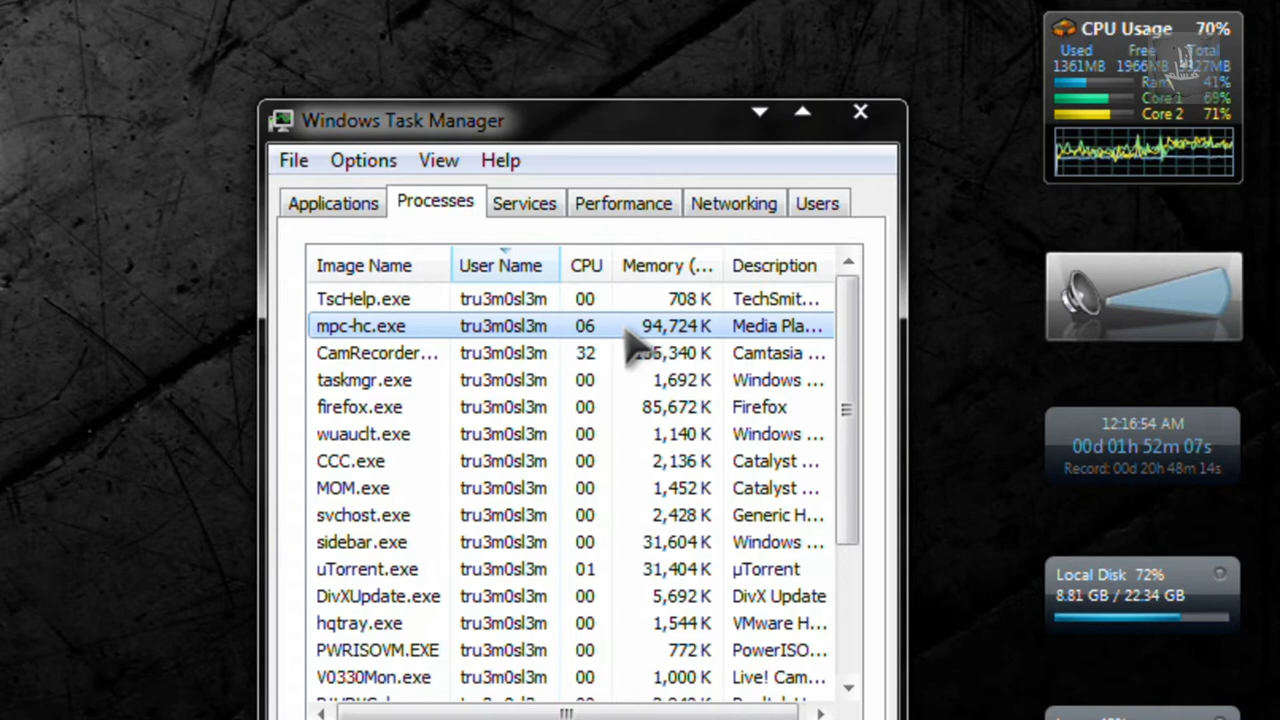 CPU Usage 70%
Used Free Total
1361MB 1966MB
Ram 41%
Core 1 69%
Core 2 71%
Windows Task Manager
File Options View Help
Applications Processes Services Performance Networking Users
Image Name User Name CPU Memory (... Description
TscHelp.exe tru3m0sl3m 00 708 K TechSmit...
mpc-hc.exe tru3m0sl3m 06 94,724 K Media Pla...
CamRecorder... tru3m0sl3m 32 Camtasia ...
taskmgr.exe tru3m0sl3m 00 1,692 K Windows ...
firefox.exe tru3m0sl3m 00 85,672 K Firefox
wuauclt.exe tru3m0sl3m 00 1,140 K Windows ...
CCC.exe tru3m0sl3m 00 2,136 K Catalyst ...
MOM.exe tru3m0sl3m 00 1,452 K Catalyst ...
svchost.exe tru3m0sl3m 00 2,428 K Generic H...
sidebar.exe tru3m0sl3m 00 31,604 K Windows ...
uTorrent.exe tru3m0sl3m 01 31,404 K µTorrent
DivXUpdate.exe tru3m0sl3m 00 5,692 K DivX Update
hqtray.exe tru3m0sl3m 00 1,544 K VMware H...
PWRISOVM.EXE tru3m0sl3m 00 772 K PowerISO...
V0330Mon.exe tru3m0sl3m 00 1,000 K Live! Cam...
12:16:54 AM
00d 01h 52m 07s
Record: 00d 20h 48m 14s
Local Disk 72%
8.81 GB / 22.34 GB